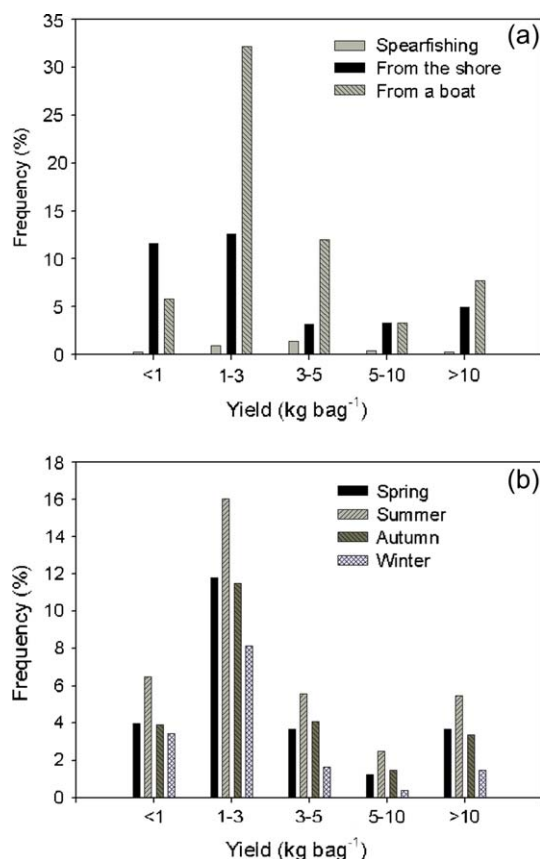 (a)
Spearfishing
From the shore
From a boat
Frequency (%)
35
30
25
20
15
10
5
0
<1 1-3 3-5 5-10 >10
Yield (kg bag⁻¹)
(b)
Spring
Summer
Autumn
Winter
Frequency (%)
18
16
14
12
10
8
6
4
2
0
<1 1-3 3-5 5-10 >10
Yield (kg bag⁻¹)